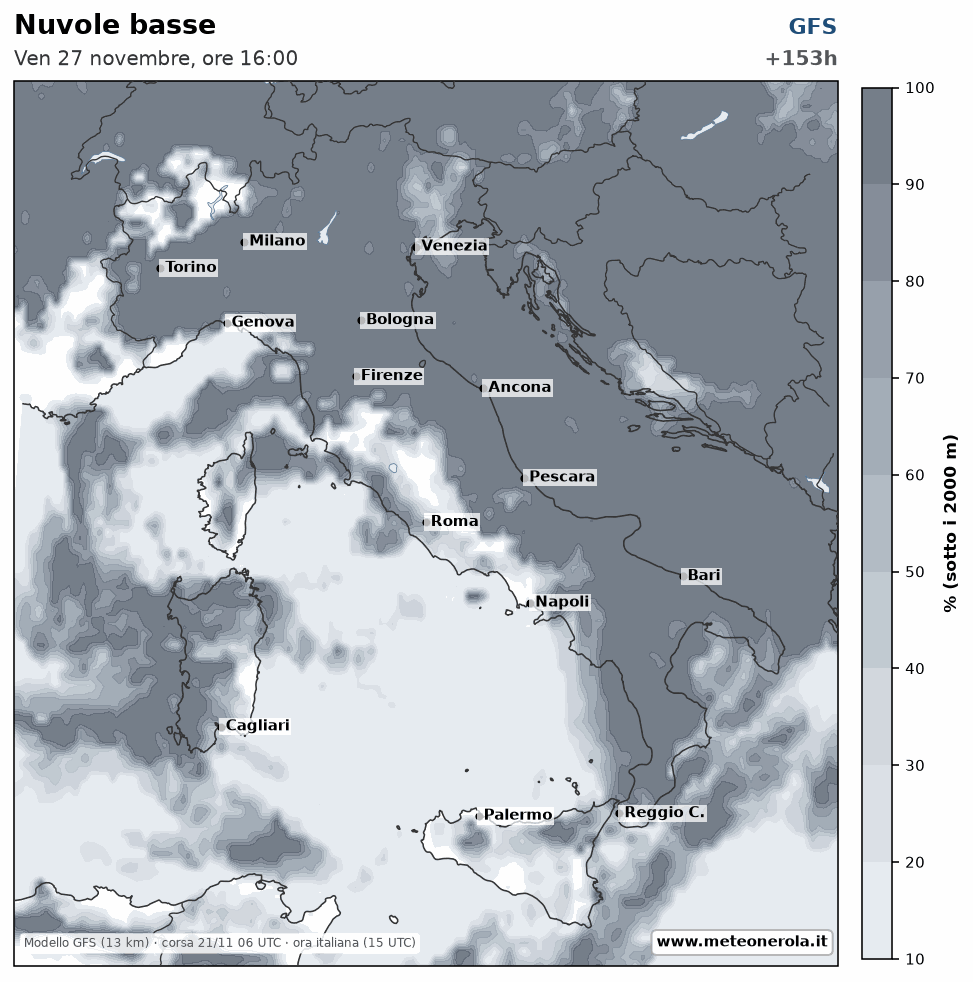 Nuvole basse
GFS
Ven 27 novembre, ore 16:00
+153h
100
90
80
70
60
50
40
30
20
10
% (sotto i 2000 m)
Milano
Venezia
Torino
Genova
Bologna
Firenze
Ancona
Pescara
Roma
Bari
Napoli
Cagliari
Palermo
Reggio C.
Modello GFS (13 km) · corsa 21/11 06 UTC · ora italiana (15 UTC)
www.meteonerola.it